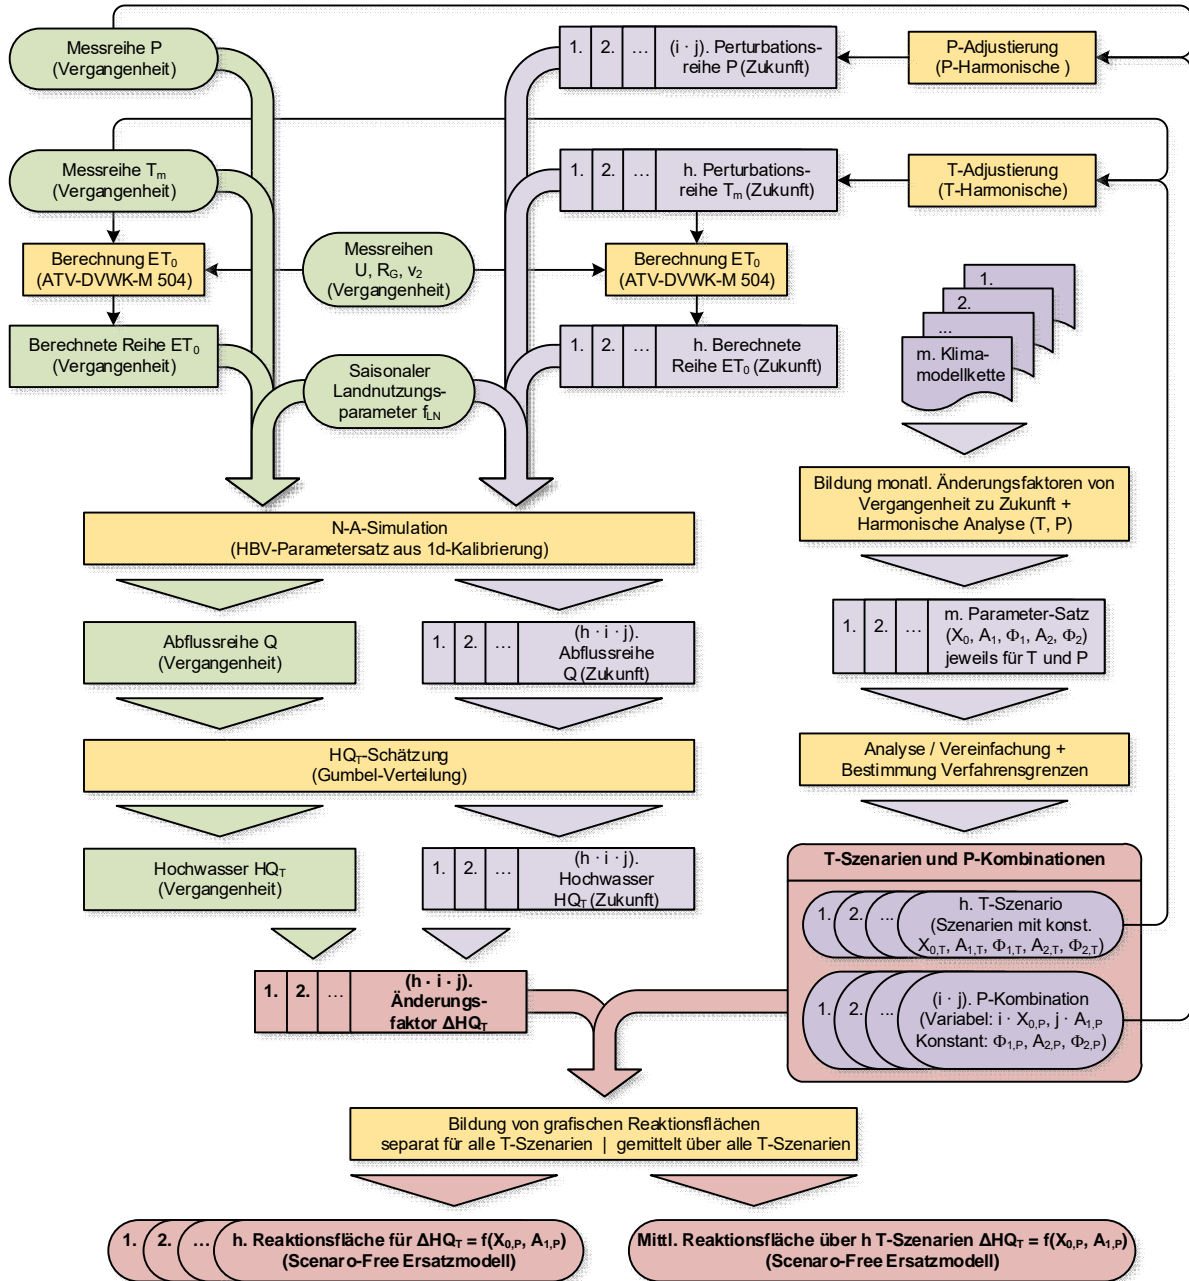 Messreihe P
(Vergangenheit)
1. 2. … (i · j). Perturbations-
reihe P (Zukunft)
P-Adjustierung
(P-Harmonische )
Messreihe Tₘ
(Vergangenheit)
1. 2. … h. Perturbations-
reihe Tₘ (Zukunft)
T-Adjustierung
(T-Harmonische)
Berechnung ET₀
(ATV-DVWK-M 504)
Messreihen
U, R_G, v₂
(Vergangenheit)
Berechnung ET₀
(ATV-DVWK-M 504)
1.
2.
...
m. Klima-
modellkette
Berechnete Reihe ET₀
(Vergangenheit)
1. 2. … h. Berechnete
Reihe ET₀ (Zukunft)
Saisonaler
Landnutzungs-
parameter f_LN
Bildung monatl. Änderungsfaktoren von
Vergangenheit zu Zukunft +
Harmonische Analyse (T, P)
N-A-Simulation
(HBV-Parametersatz aus 1d-Kalibrierung)
1. 2. … m. Parameter-Satz
(X₀, A₁, Φ₁, A₂, Φ₂)
jeweils für T und P
Abflussreihe Q
(Vergangenheit)
1. 2. … (h · i · j).
Abflussreihe
Q (Zukunft)
HQ_T-Schätzung
(Gumbel-Verteilung)
Analyse / Vereinfachung +
Bestimmung Verfahrensgrenzen
Hochwasser HQ_T
(Vergangenheit)
1. 2. … (h · i · j).
Hochwasser
HQ_T (Zukunft)
T-Szenarien und P-Kombinationen
1. 2. ... h. T-Szenario
(Szenarien mit konst.
X₀,T, A₁,T, Φ₁,T, A₂,T, Φ₂,T)
1. 2. ... (i · j). P-Kombination
(Variabel: i · X₀,P, j · A₁,P
Konstant: Φ₁,P, A₂,P, Φ₂,P)
1. 2. … (h · i · j).
Änderungs-
faktor ΔHQ_T
Bildung von grafischen Reaktionsflächen
separat für alle T-Szenarien | gemittelt über alle T-Szenarien
1. 2. ... h. Reaktionsfläche für ΔHQ_T = f(X₀,P, A₁,P)
(Scenaro-Free Ersatzmodell)
Mittl. Reaktionsfläche über h T-Szenarien ΔHQ_T = f(X₀,P, A₁,P)
(Scenaro-Free Ersatzmodell)